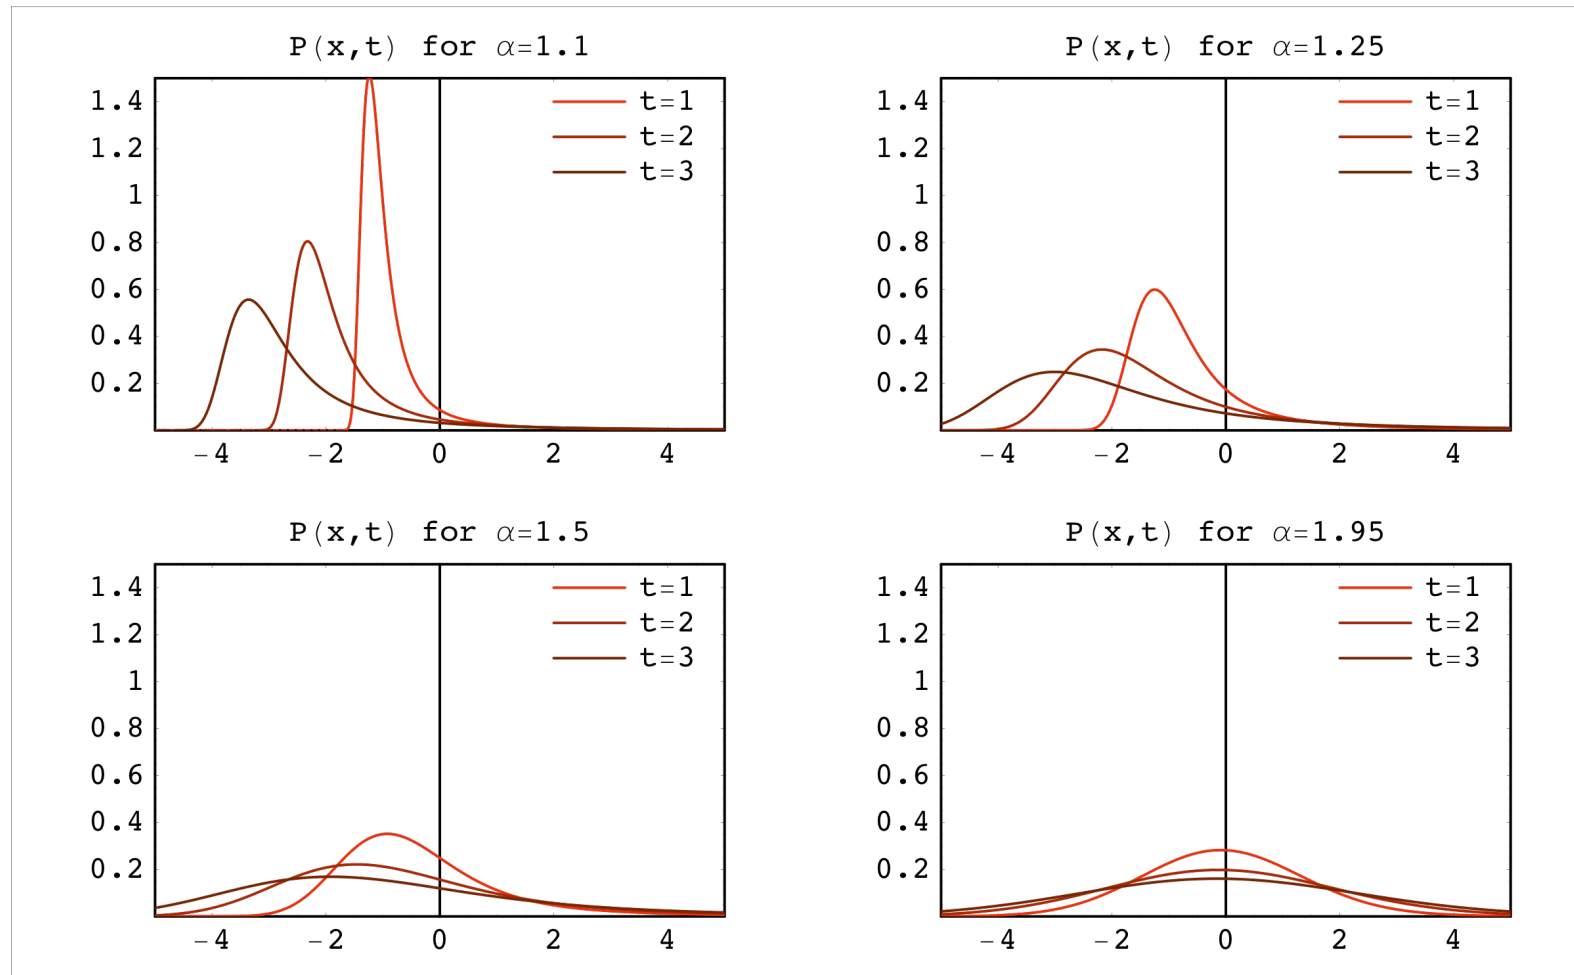 P(x,t) for α=1.1
1.4
1.2
1
0.8
0.6
0.4
0.2
-4 -2 0 2 4
t=1
t=2
t=3
P(x,t) for α=1.25
1.4
1.2
1
0.8
0.6
0.4
0.2
-4 -2 0 2 4
t=1
t=2
t=3
P(x,t) for α=1.5
1.4
1.2
1
0.8
0.6
0.4
0.2
-4 -2 0 2 4
t=1
t=2
t=3
P(x,t) for α=1.95
1.4
1.2
1
0.8
0.6
0.4
0.2
-4 -2 0 2 4
t=1
t=2
t=3